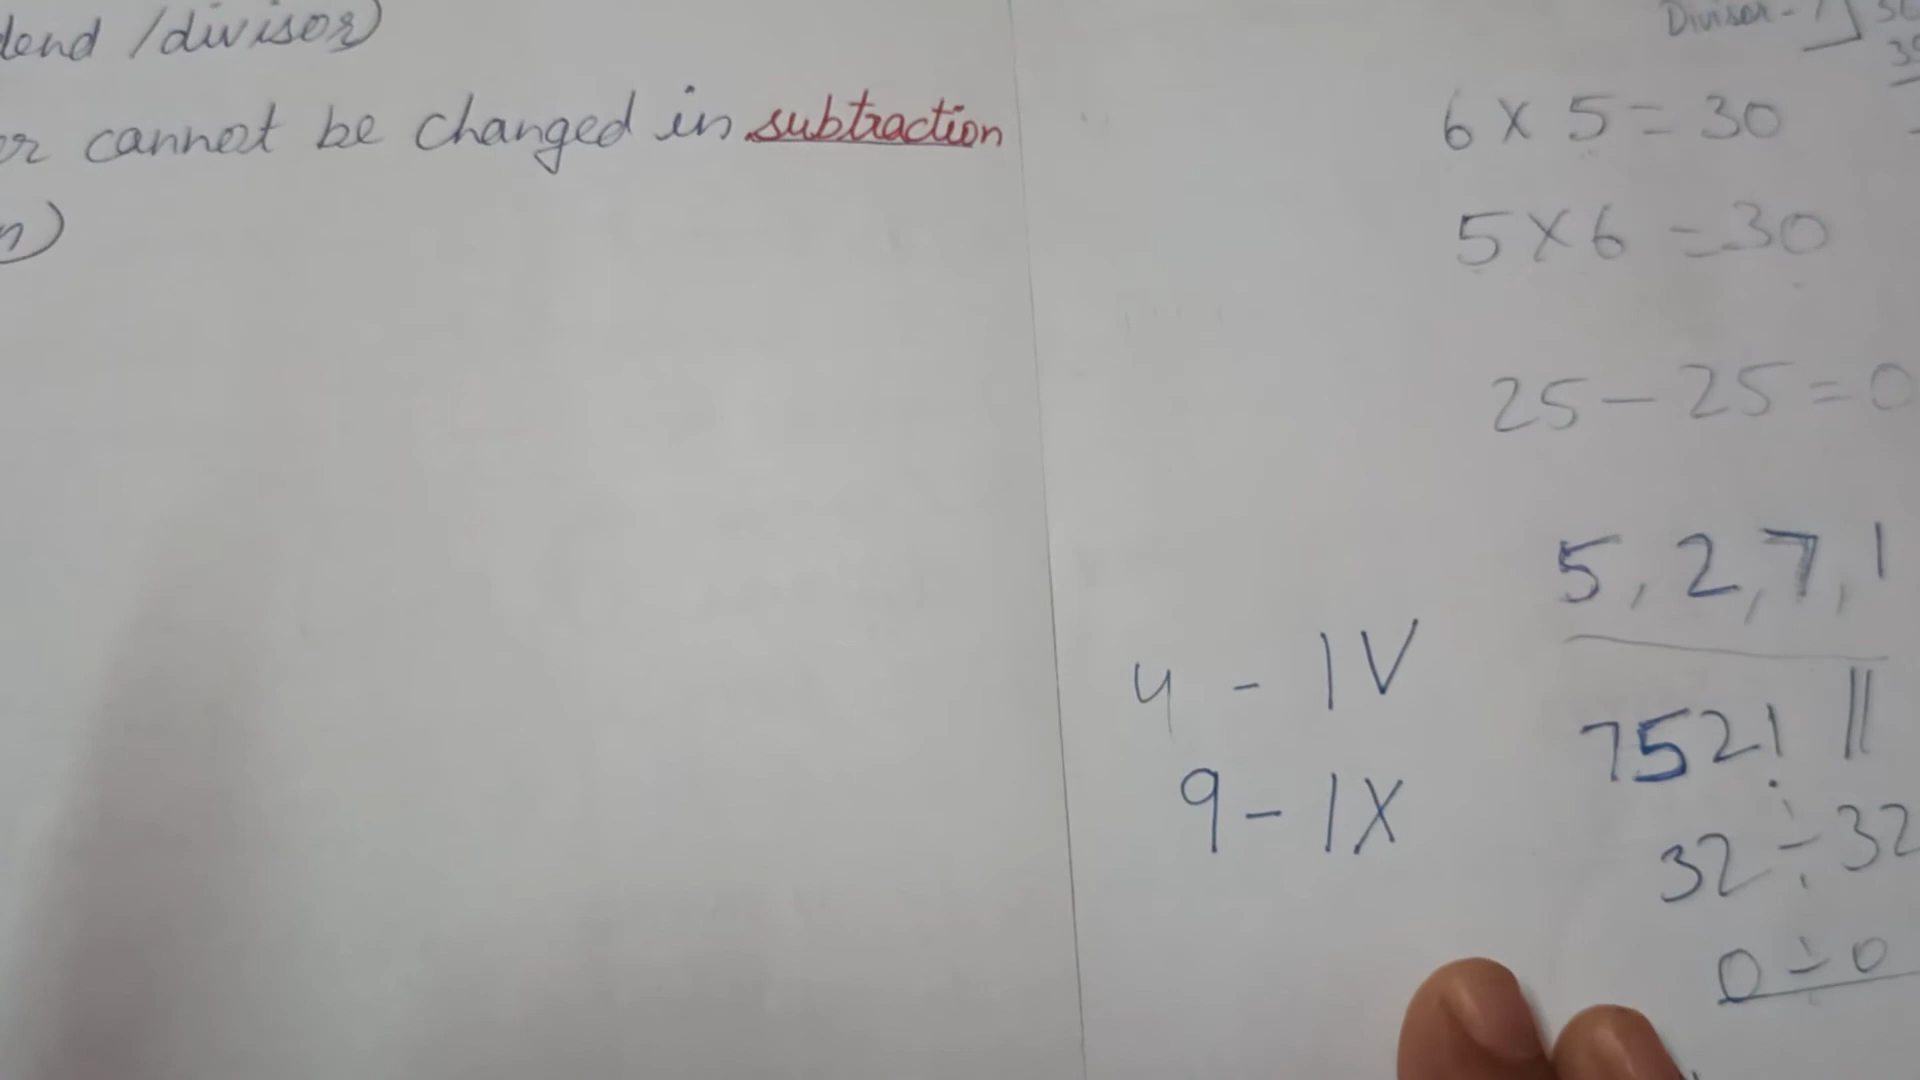 /divisor)
cannot be changed in subtraction
Divisor -
6 x 5 = 30
5 x 6 = 30
25 - 25 = 0
5, 2, 7, 1
7521 ||
4 - IV
9 - IX
32 ÷ 32
0 ÷ 0